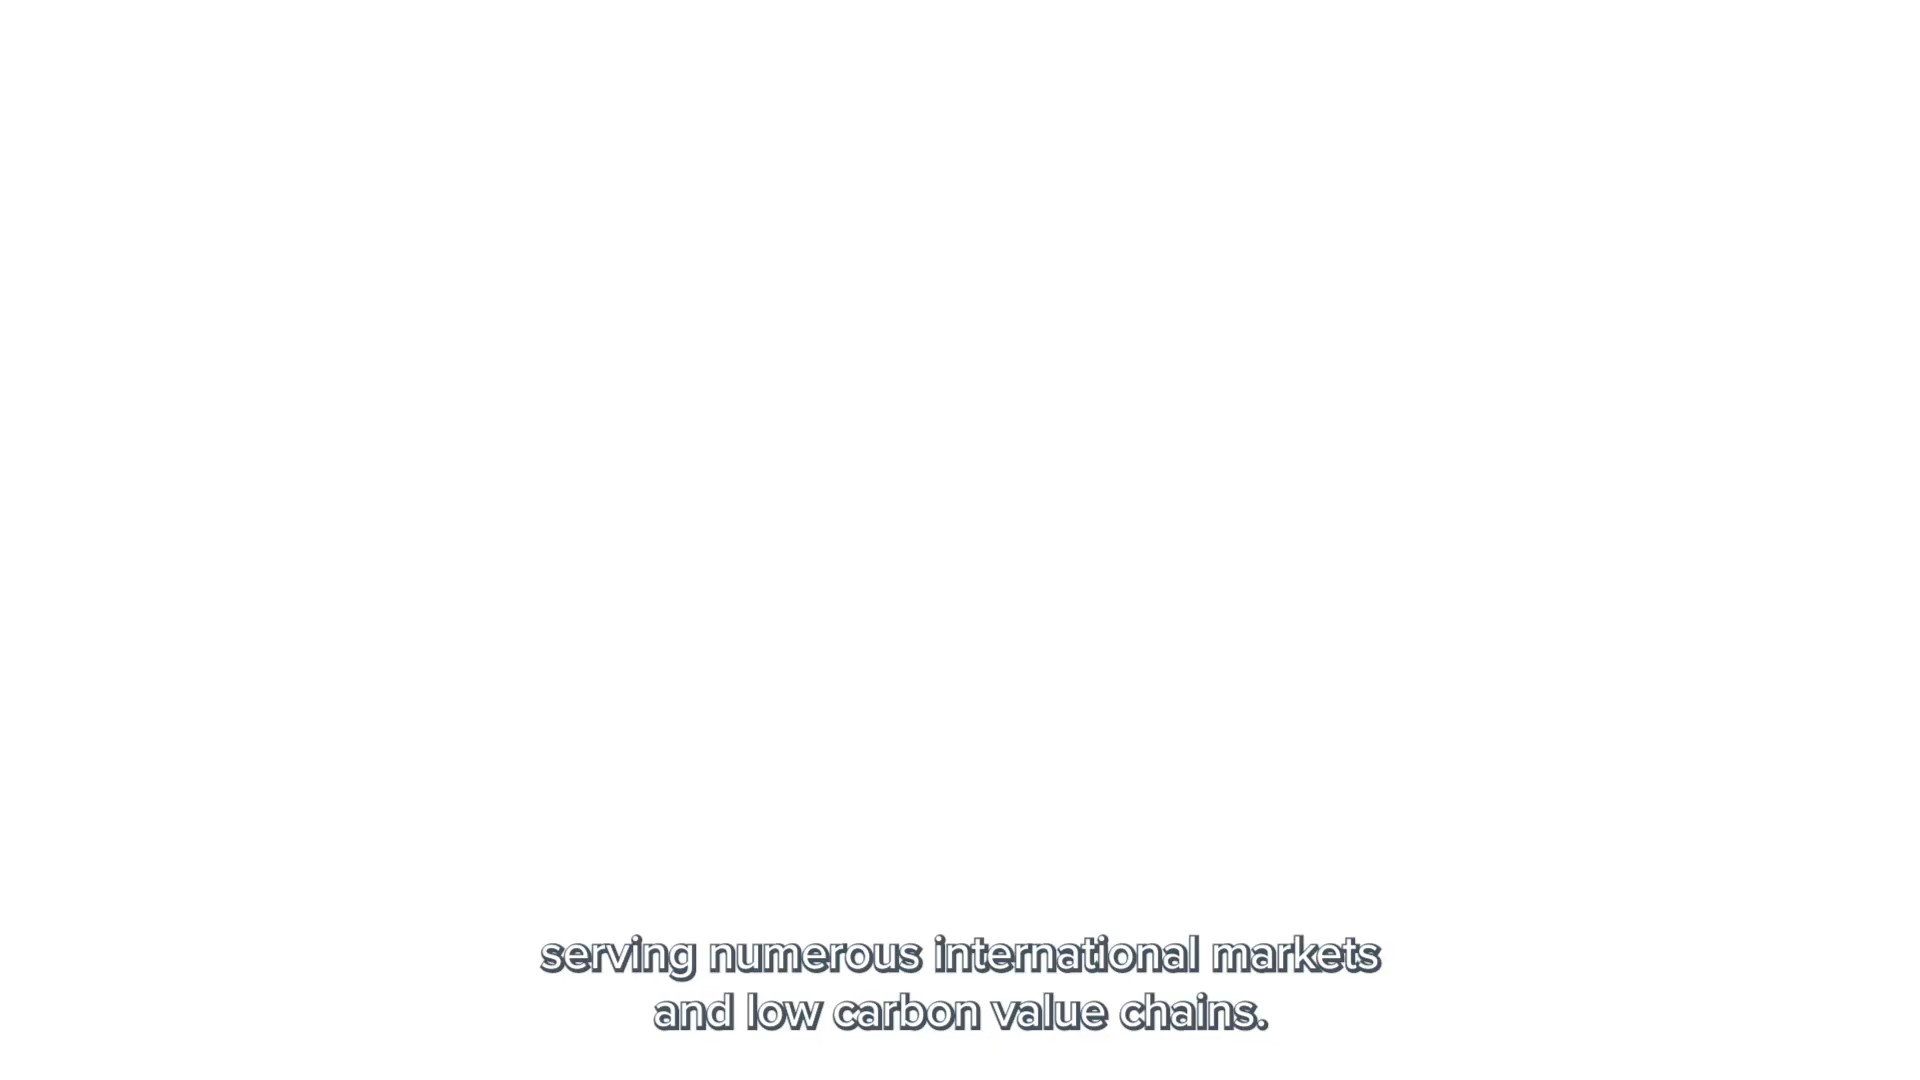 serving numerous international markets
and low carbon value chains.